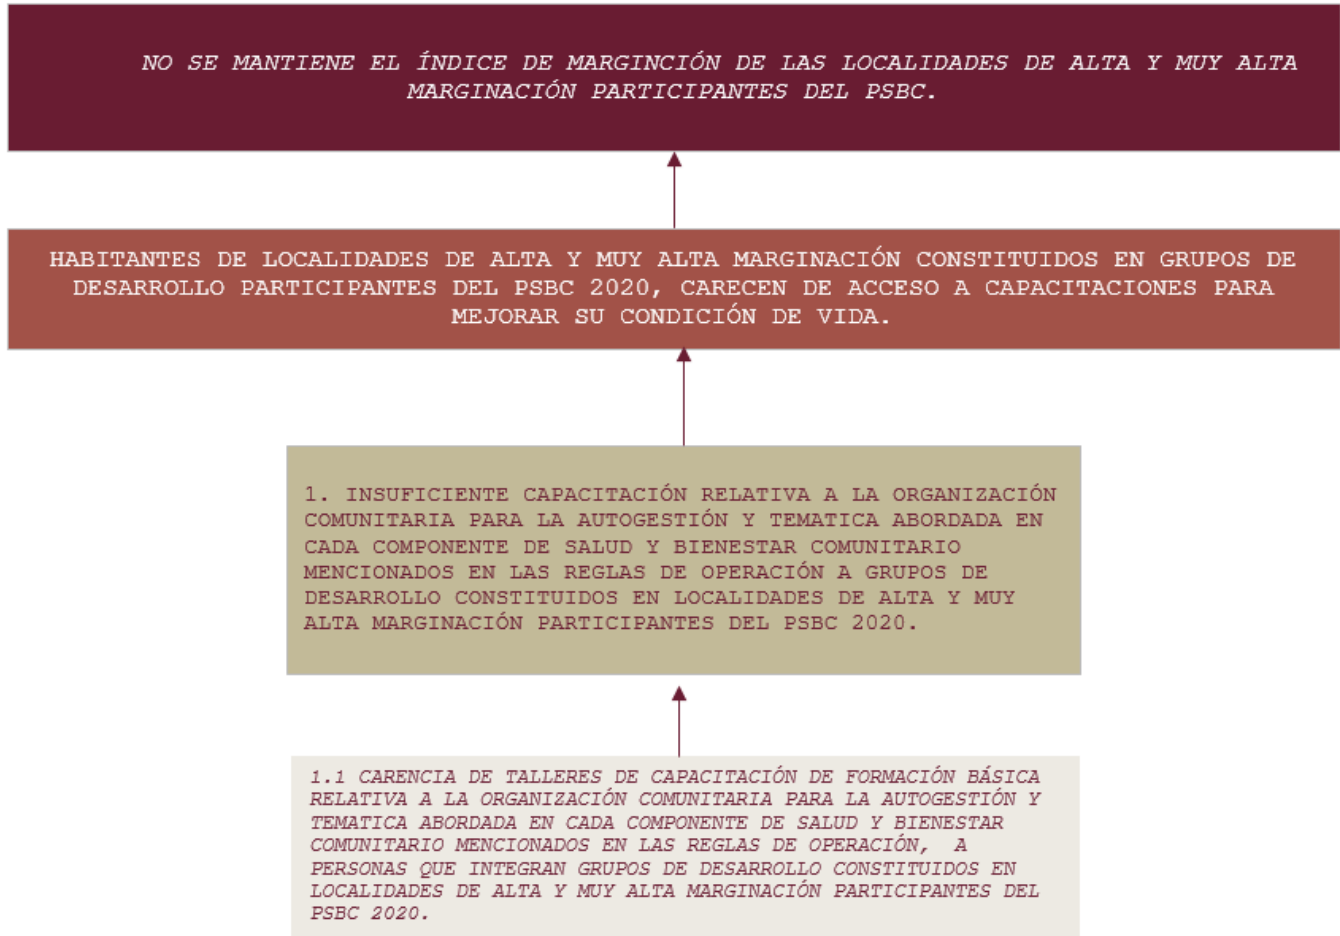 NO SE MANTIENE EL ÍNDICE DE MARGINCIÓN DE LAS LOCALIDADES DE ALTA Y MUY ALTA
MARGINACIÓN PARTICIPANTES DEL PSBC.
HABITANTES DE LOCALIDADES DE ALTA Y MUY ALTA MARGINACIÓN CONSTITUIDOS EN GRUPOS DE
DESARROLLO PARTICIPANTES DEL PSBC 2020, CARECEN DE ACCESO A CAPACITACIONES PARA
MEJORAR SU CONDICIÓN DE VIDA.
1. INSUFICIENTE CAPACITACIÓN RELATIVA A LA ORGANIZACIÓN
COMUNITARIA PARA LA AUTOGESTIÓN Y TEMATICA ABORDADA EN
CADA COMPONENTE DE SALUD Y BIENESTAR COMUNITARIO
MENCIONADOS EN LAS REGLAS DE OPERACIÓN A GRUPOS DE
DESARROLLO CONSTITUIDOS EN LOCALIDADES DE ALTA Y MUY
ALTA MARGINACIÓN PARTICIPANTES DEL PSBC 2020.
1.1 CARENCIA DE TALLERES DE CAPACITACIÓN DE FORMACIÓN BÁSICA
RELATIVA A LA ORGANIZACIÓN COMUNITARIA PARA LA AUTOGESTIÓN Y
TEMATICA ABORDADA EN CADA COMPONENTE DE SALUD Y BIENESTAR
COMUNITARIO MENCIONADOS EN LAS REGLAS DE OPERACIÓN, A
PERSONAS QUE INTEGRAN GRUPOS DE DESARROLLO CONSTITUIDOS EN
LOCALIDADES DE ALTA Y MUY ALTA MARGINACIÓN PARTICIPANTES DEL
PSBC 2020.